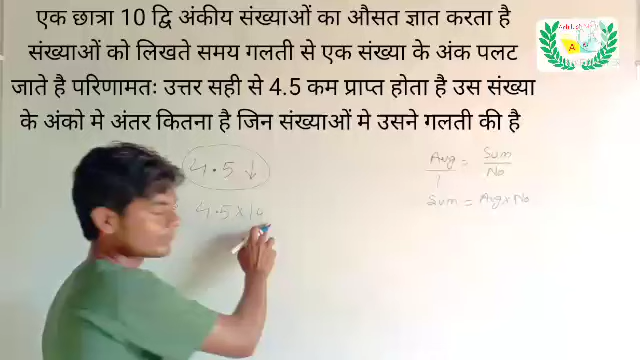 एक छात्रा 10 द्वि अंकीय संख्याओं का औसत ज्ञात करता है
संख्याओं को लिखते समय गलती से एक संख्या के अंक पलट
जाते है परिणामतः उत्तर सही से 4.5 कम प्राप्त होता है उस संख्या
के अंको मे अंतर कितना है जिन संख्याओं मे उसने गलती की है
4.5 ↓
4.5 × 10
Avg = Sum
1 No
Sum = Avg × No